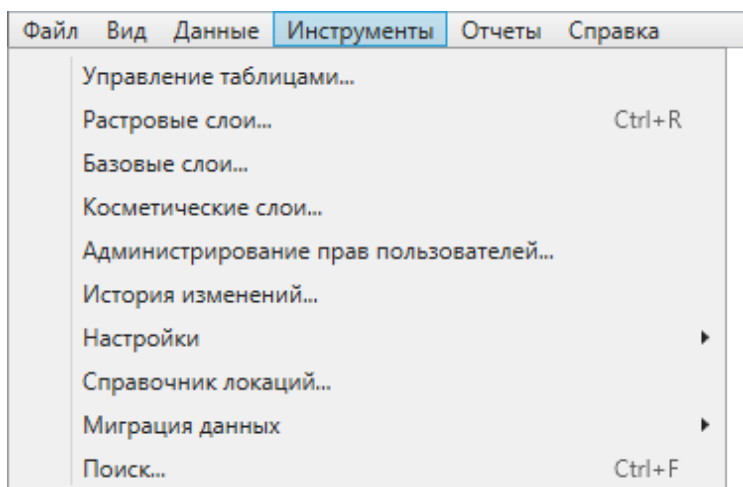 Файл Вид Данные Инструменты Отчеты Справка
Управление таблицами...
Растровые слои... Ctrl+R
Базовые слои...
Косметические слои...
Администрирование прав пользователей...
История изменений...
Настройки
Справочник локаций...
Миграция данных
Поиск... Ctrl+F